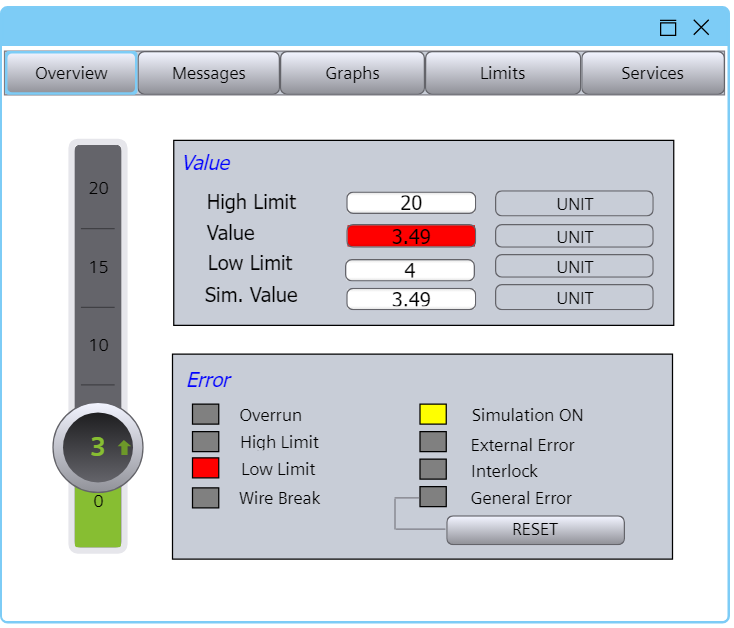 Overview Messages Graphs Limits Services
20
15
10
3
0
Value
High Limit 20 UNIT
Value 3.49 UNIT
Low Limit 4 UNIT
Sim. Value 3.49 UNIT
Error
Overrun Simulation ON
High Limit External Error
Low Limit Interlock
Wire Break General Error
RESET